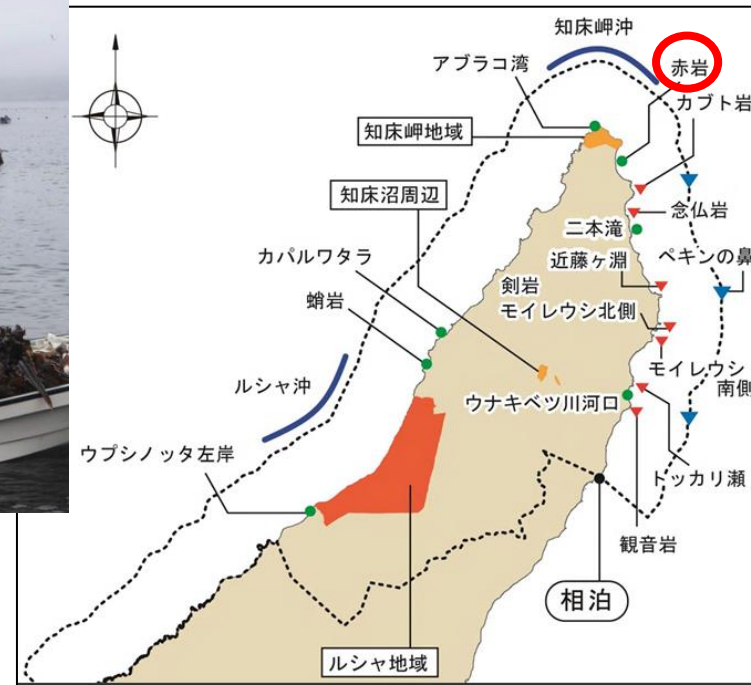 知床岬沖
アブラコ湾
赤岩
カブト岩
知床岬地域
知床沼周辺
念仏岩
二本滝
カパルワタラ
近藤ヶ淵
ペキンの鼻
剣岩
蛸岩
モイレウシ北側
ルシャ沖
モイレウシ
南側
ウナキベツ川河口
ウプシノッタ左岸
トッカリ瀬
観音岩
相泊
ルシャ地域